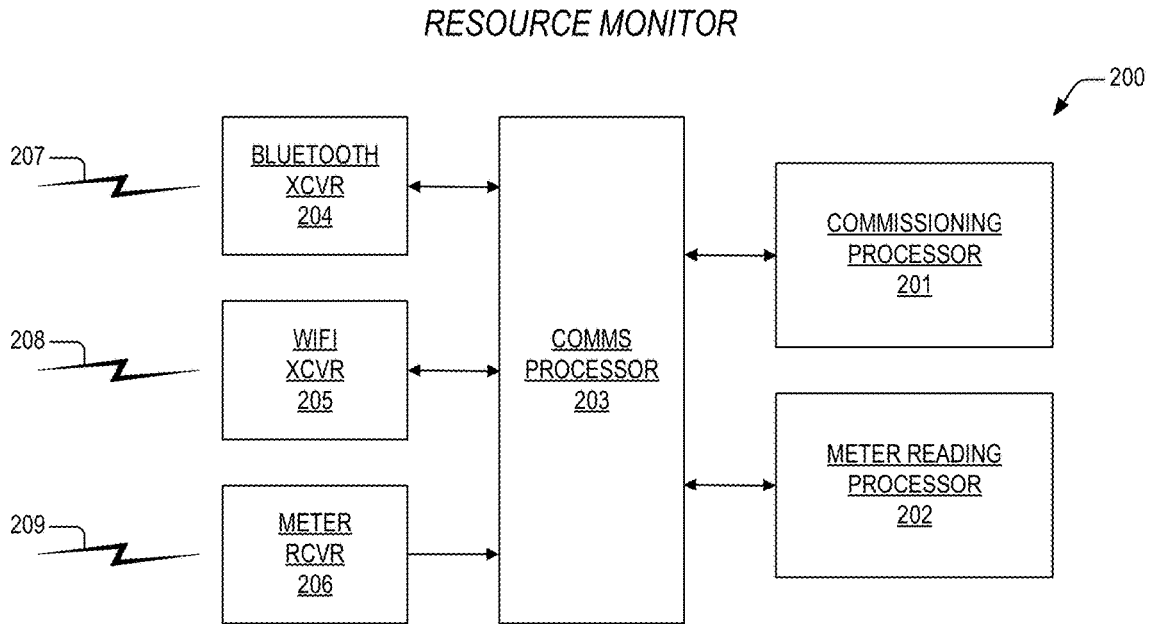 RESOURCE MONITOR
200
207
BLUETOOTH
XCVR
204
208
WIFI
XCVR
205
209
METER
RCVR
206
COMMS
PROCESSOR
203
COMMISSIONING
PROCESSOR
201
METER READING
PROCESSOR
202